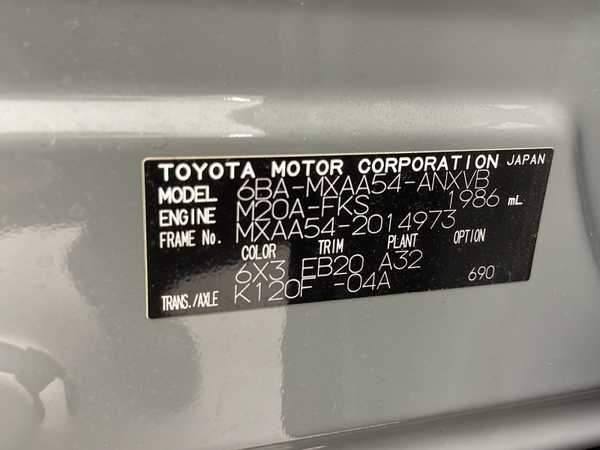 TOYOTA MOTOR CORPORATION JAPAN
MODEL 6BA-MXAA54-ANXVB
ENGINE M20A-FKS 1986 mL
FRAME No. MXAA54-2014973
COLOR TRIM PLANT OPTION
6X3 EB20 A32 690
TRANS./AXLE K120F -04A